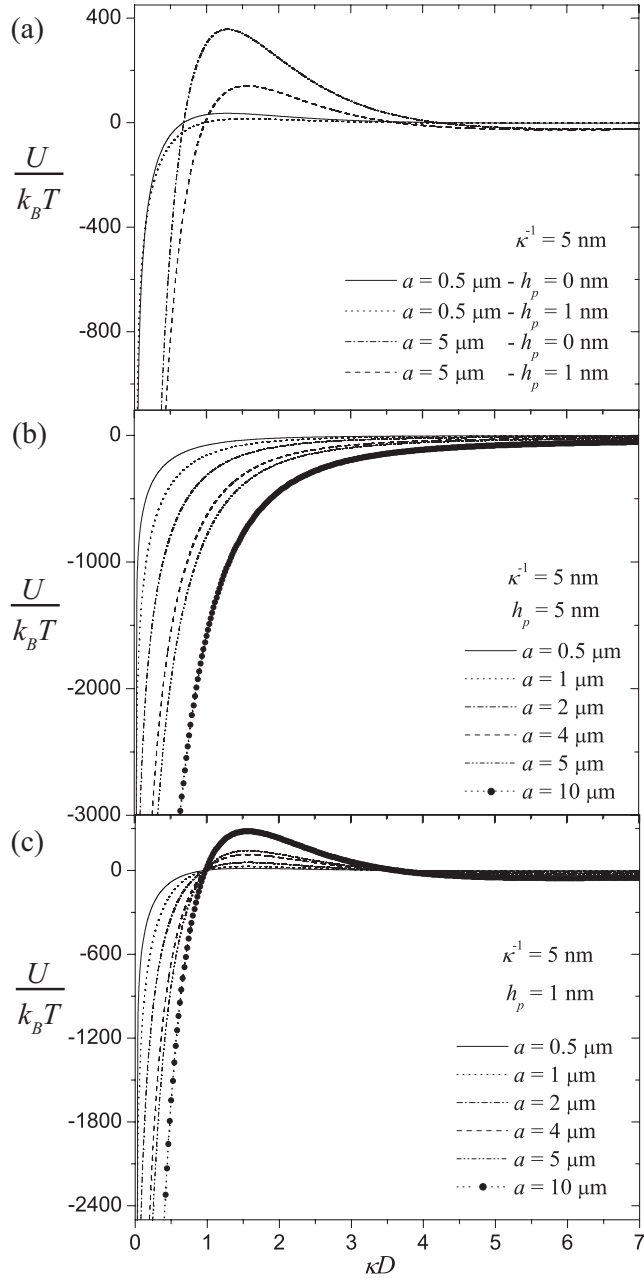 (a)
400
0
-400
-800
U
k_B T
κ⁻¹ = 5 nm
a = 0.5 μm - h_p = 0 nm
a = 0.5 μm - h_p = 1 nm
a = 5 μm - h_p = 0 nm
a = 5 μm - h_p = 1 nm
(b)
0
-1000
-2000
-3000
U
k_B T
κ⁻¹ = 5 nm
h_p = 5 nm
a = 0.5 μm
a = 1 μm
a = 2 μm
a = 4 μm
a = 5 μm
a = 10 μm
(c)
0
-600
-1200
-1800
-2400
U
k_B T
κ⁻¹ = 5 nm
h_p = 1 nm
a = 0.5 μm
a = 1 μm
a = 2 μm
a = 4 μm
a = 5 μm
a = 10 μm
0 1 2 3 4 5 6 7
κD